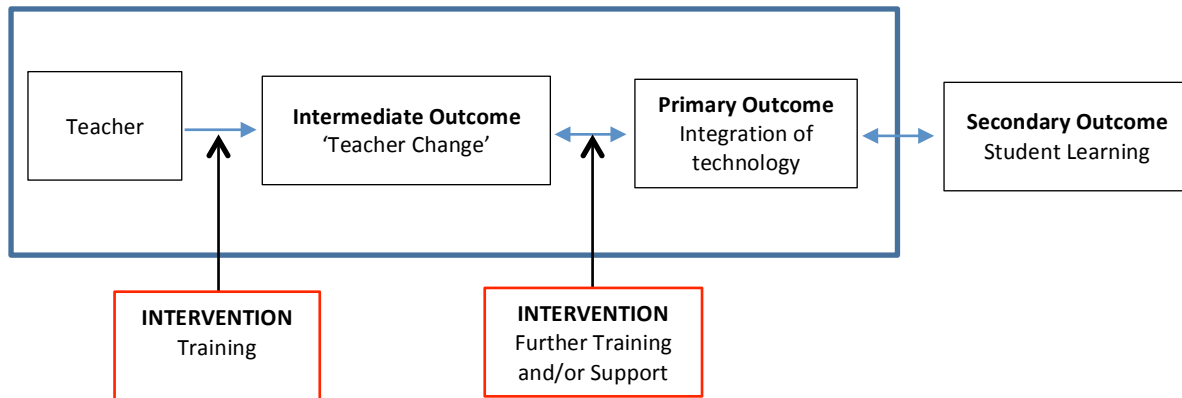 Teacher
Intermediate Outcome
‘Teacher Change’
Primary Outcome
Integration of
technology
Secondary Outcome
Student Learning
INTERVENTION
Training
INTERVENTION
Further Training
and/or Support